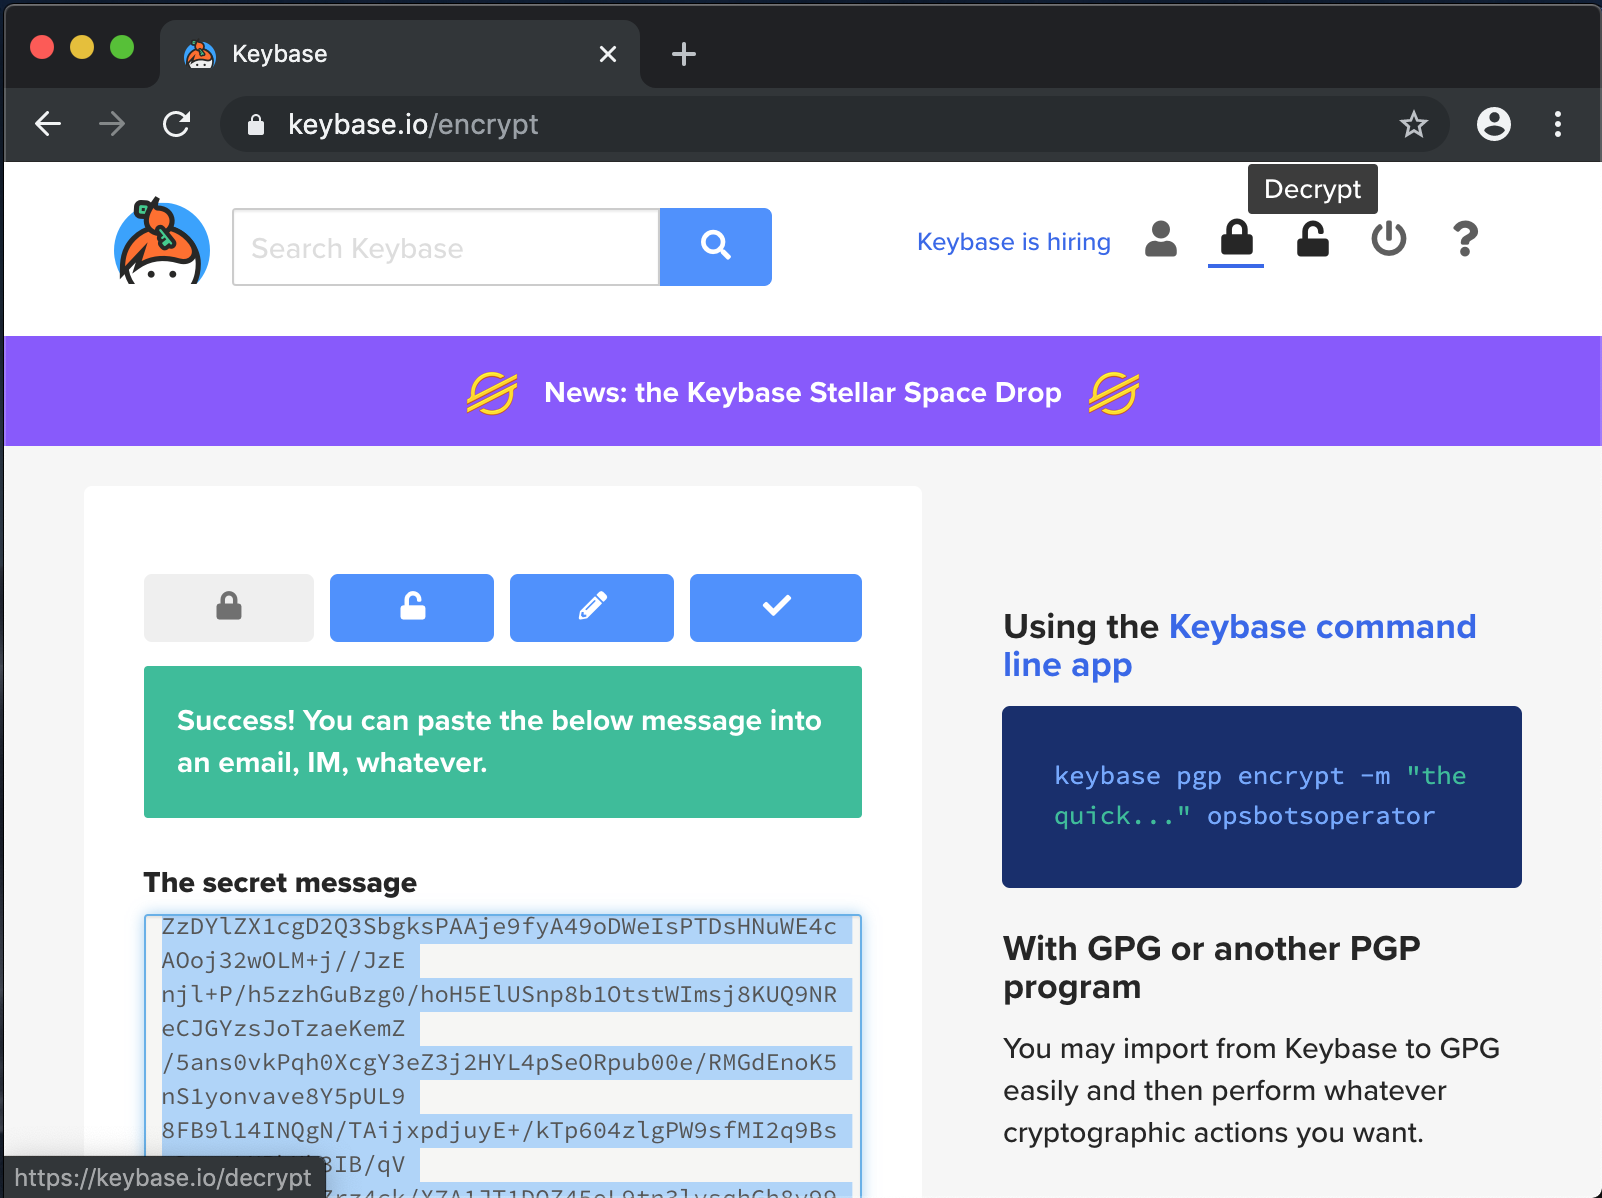 Keybase
keybase.io/encrypt
Decrypt
Search Keybase
Keybase is hiring
News: the Keybase Stellar Space Drop
Success! You can paste the below message into
an email, IM, whatever.
The secret message
ZzDYlZX1cgD2Q3SbgksPAAje9fyA49oDWeIsPTDsHNuWE4c
AOoj32wOLM+j//JzE
njl+P/h5zzhGuBzg0/hoH5ElUSnp8b1OtstWImsj8KUQ9NR
eCJGYzsJoTzaeKemZ
/5ans0vkPqh0XcgY3eZ3j2HYL4pSeORpub00e/RMGdEnoK5
nS1yonvave8Y5pUL9
8FB9l14INQgN/TAijxpdjuyE+/kTp604zlgPW9sfMI2q9Bs
IB/qV
https://keybase.io/decrypt
Using the Keybase command
line app
keybase pgp encrypt -m "the
quick..." opsbotsoperator
With GPG or another PGP
program
You may import from Keybase to GPG
easily and then perform whatever
cryptographic actions you want.